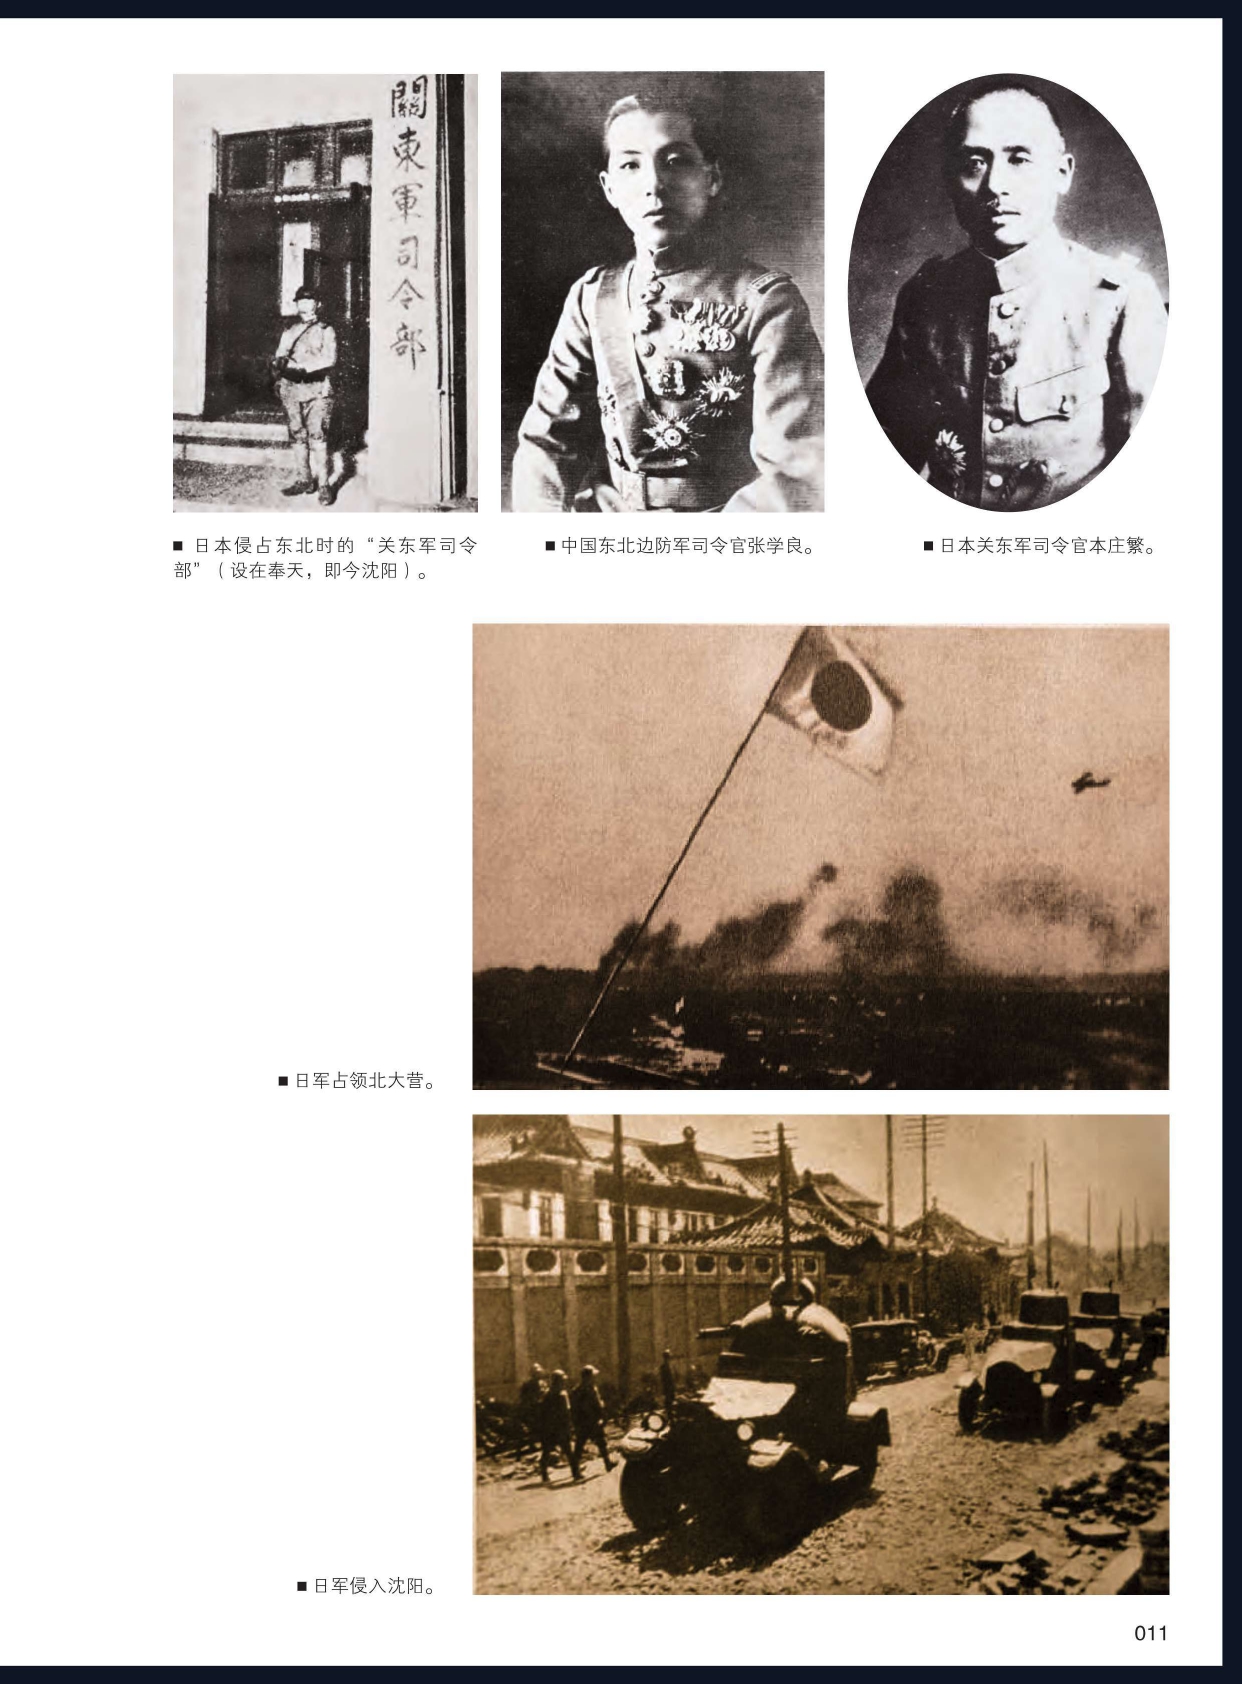 關東軍司令部
■ 日本侵占东北时的“关东军司令
部”（设在奉天，即今沈阳）。
■ 中国东北边防军司令官张学良。
■ 日本关东军司令官本庄繁。
■ 日军占领北大营。
■ 日军侵入沈阳。
011